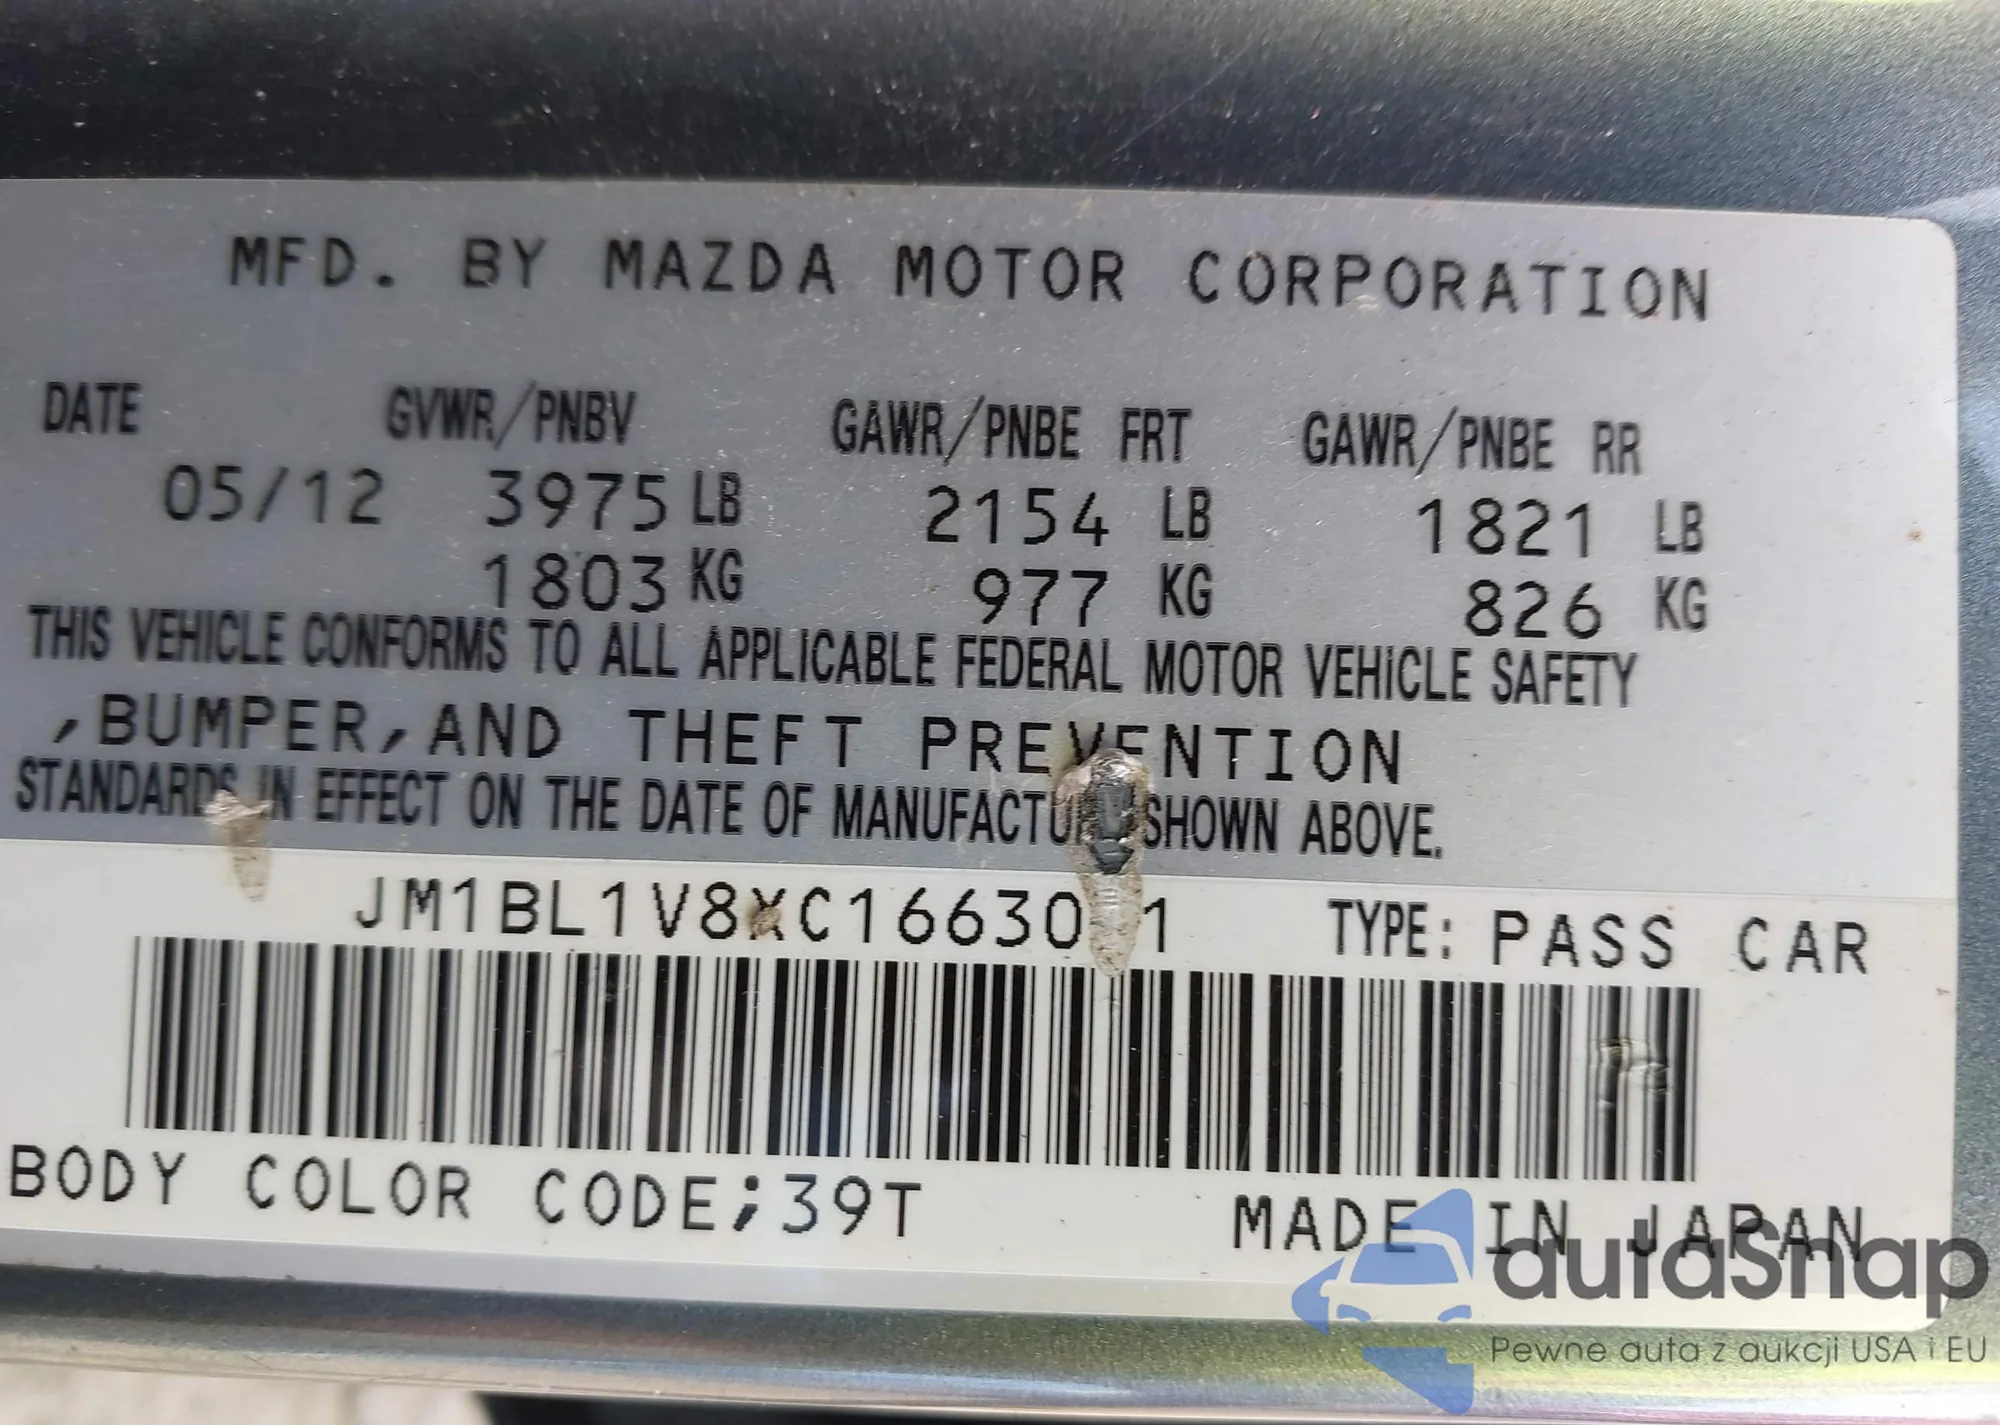 MFD. BY MAZDA MOTOR CORPORATION
DATE GVWR/PNBV GAWR/PNBE FRT GAWR/PNBE RR
05/12 3975 LB 2154 LB 1821 LB
1803 KG 977 KG 826 KG
THIS VEHICLE CONFORMS TO ALL APPLICABLE FEDERAL MOTOR VEHICLE SAFETY
,BUMPER,AND THEFT PREVENTION
STANDARDS IN EFFECT ON THE DATE OF SHOWN ABOVE.
TYPE: PASS CAR
BODY COLOR CODE;39T MADE IN JAPAN
autaSnap
Pewne auta z aukcji USA i EU